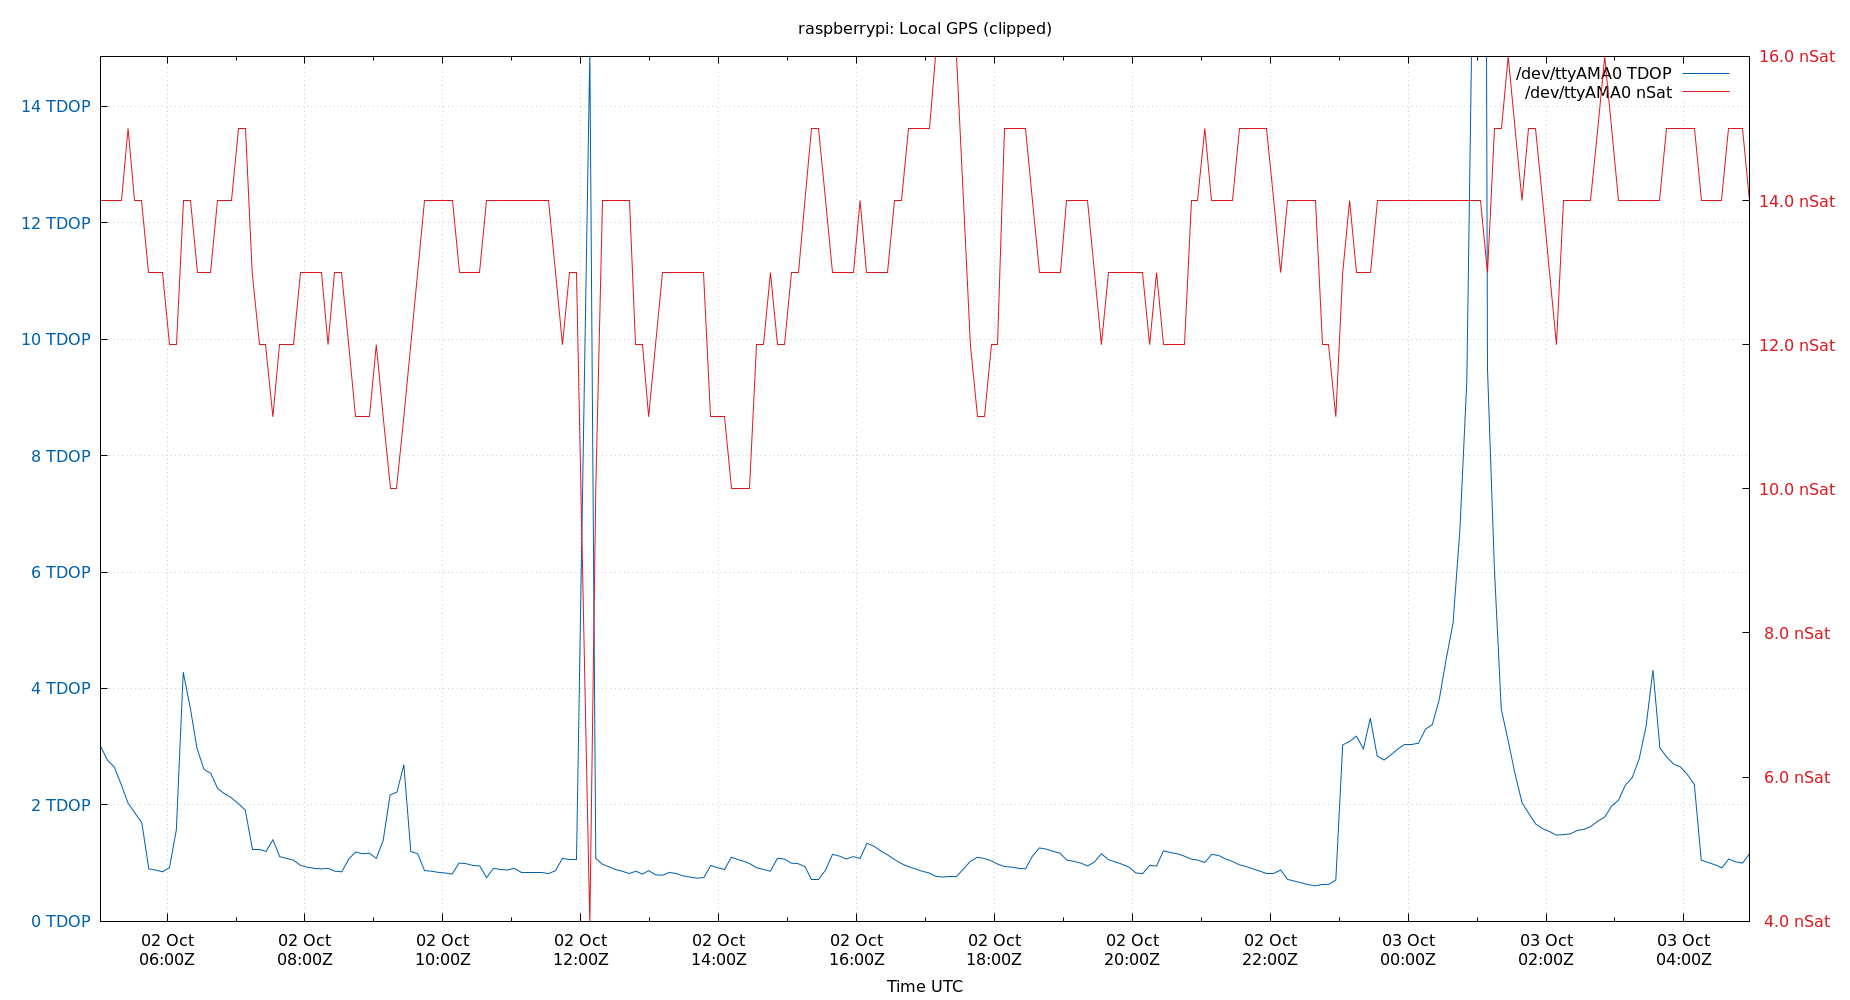 raspberrypi: Local GPS (clipped)
16.0 nSat
/dev/ttyAMA0 TDOP
/dev/ttyAMA0 nSat
14 TDOP
14.0 nSat
12 TDOP
10 TDOP
12.0 nSat
8 TDOP
10.0 nSat
6 TDOP
8.0 nSat
4 TDOP
6.0 nSat
2 TDOP
0 TDOP
4.0 nSat
02 Oct 02 Oct 02 Oct 02 Oct 02 Oct 02 Oct 02 Oct 02 Oct 02 Oct 03 Oct 03 Oct 03 Oct
06:00Z 08:00Z 10:00Z 12:00Z 14:00Z 16:00Z 18:00Z 20:00Z 22:00Z 00:00Z 02:00Z 04:00Z
Time UTC